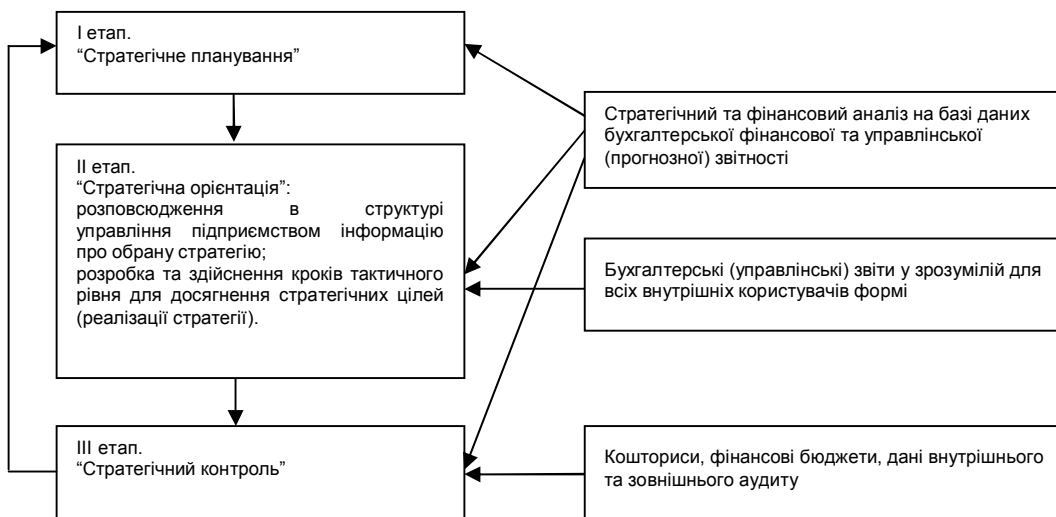 І етап.
“Стратегічне планування”
ІІ етап.
“Стратегічна орієнтація”:
розповсюдження в структурі
управління підприємством інформацію
про обрану стратегію;
розробка та здійснення кроків тактичного
рівня для досягнення стратегічних цілей
(реалізації стратегії).
ІІІ етап.
“Стратегічний контроль”
Стратегічний та фінансовий аналіз на базі даних
бухгалтерської фінансової та управлінської
(прогнозної) звітності
Бухгалтерські (управлінські) звіти у зрозумілій для
всіх внутрішніх користувачів формі
Кошториси, фінансові бюджети, дані внутрішнього
та зовнішнього аудиту